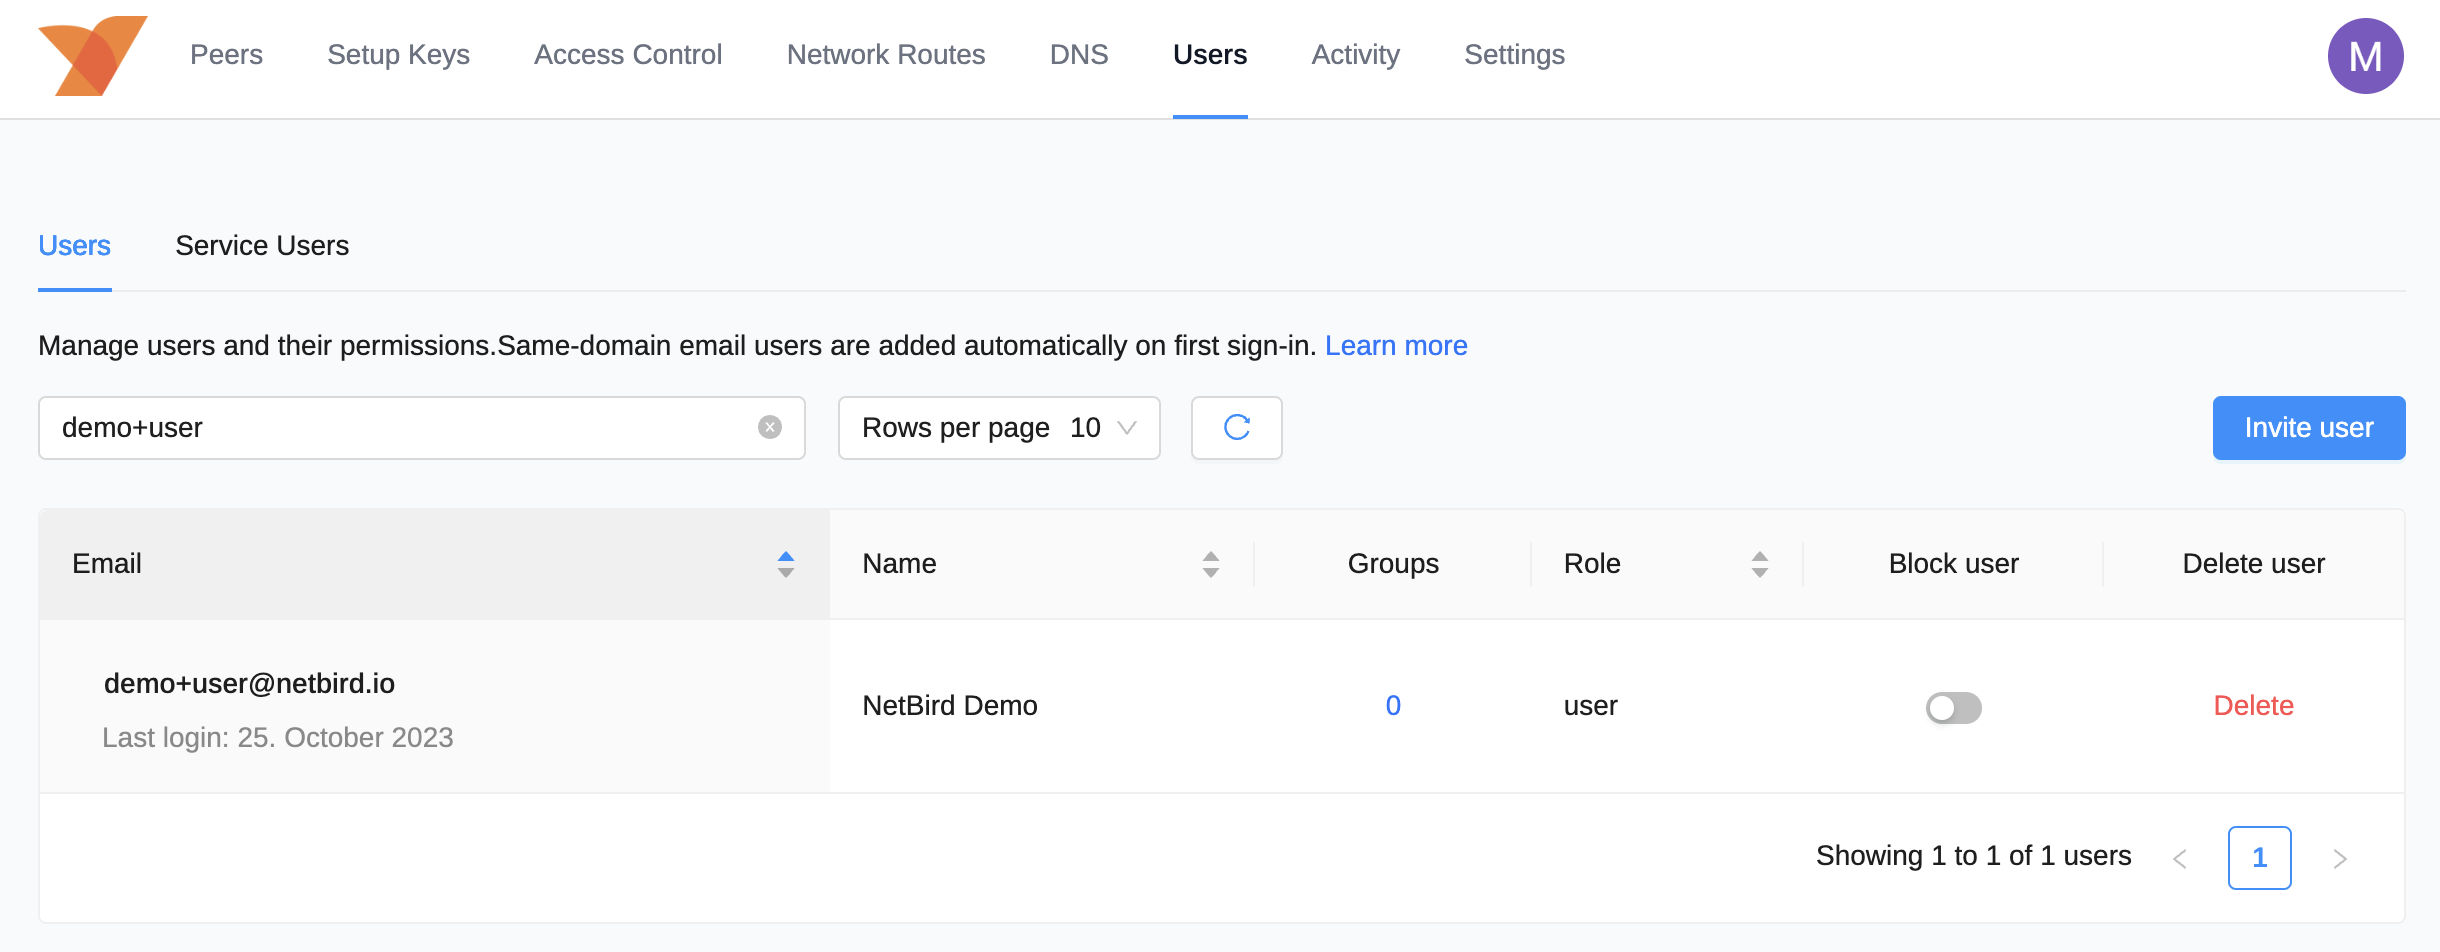 Peers Setup Keys Access Control Network Routes DNS Users Activity Settings M
Users Service Users
Manage users and their permissions.Same-domain email users are added automatically on first sign-in. Learn more
demo+user Rows per page 10 Invite user
Email Name Groups Role Block user Delete user
demo+user@netbird.io
Last login: 25. October 2023
NetBird Demo 0 user Delete
Showing 1 to 1 of 1 users 1